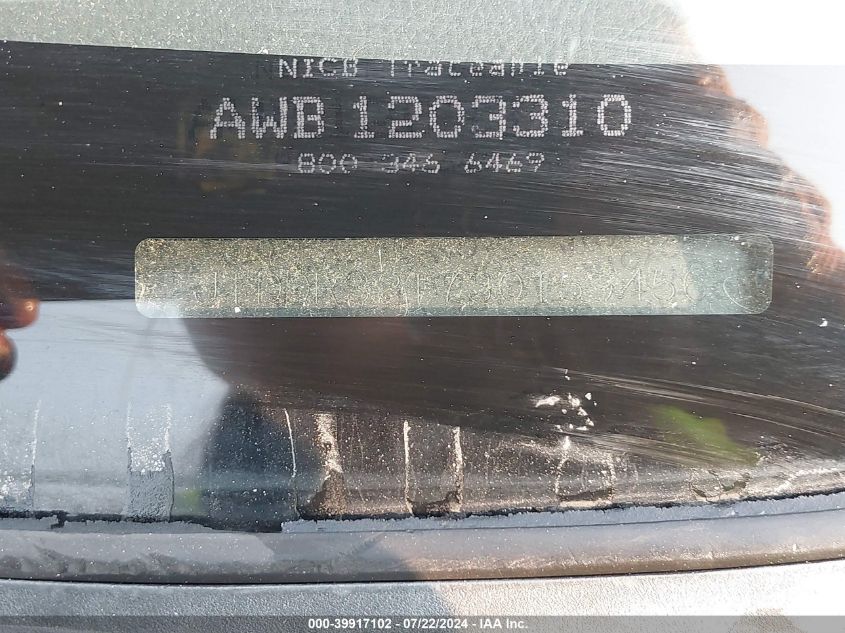 NICB Traceable
AWB 1203310
800 346 6469
000-39917102 - 07/22/2024 - IAA Inc.